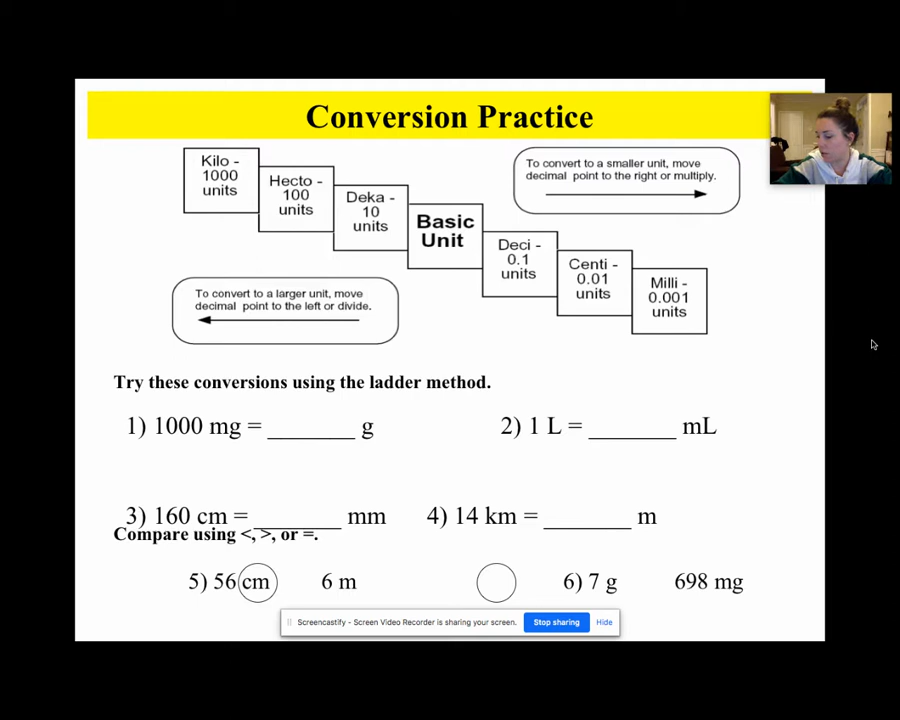 Conversion Practice
Kilo -
1000
units
Hecto -
100
units
Deka -
10
units
Basic
Unit
Deci -
0.1
units
Centi -
0.01
units
Milli -
0.001
units
To convert to a smaller unit, move
decimal point to the right or multiply.
To convert to a larger unit, move
decimal point to the left or divide.
Try these conversions using the ladder method.
1) 1000 mg = _______ g
2) 1 L = _______ mL
3) 160 cm = _______ mm
4) 14 km = _______ m
Compare using <, >, or =.
5) 56 cm 6 m
6) 7 g 698 mg
Screencastify - Screen Video Recorder is sharing your screen.
Stop sharing
Hide